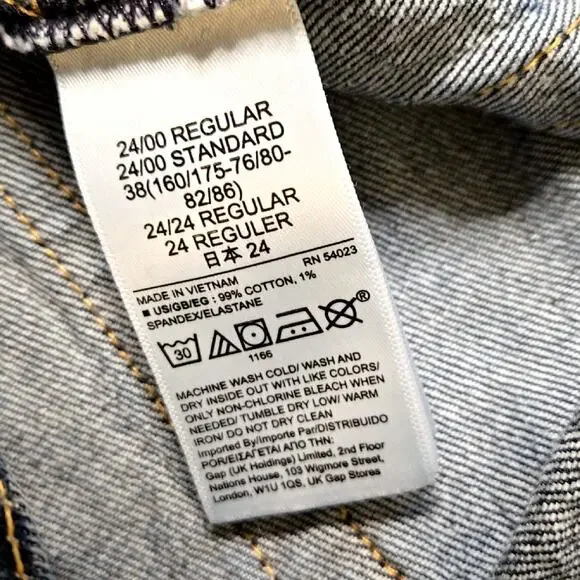 24/00 REGULAR
24/00 STANDARD
38(160/175-76/80-
82/86)
24/24 REGULAR
24 REGULER
日本 24
MADE IN VIETNAM RN 54023
■ US/GB/EG : 99% COTTON, 1%
SPANDEX/ELASTANE
30 ®
1166
MACHINE WASH COLD/ WASH AND
DRY INSIDE OUT WITH LIKE COLORS/
ONLY NON-CHLORINE BLEACH WHEN
NEEDED/ TUMBLE DRY LOW/ WARM
IRON/ DO NOT DRY CLEAN
Imported By/Importe Par/DISTRIBUIDO
POR/ΕΙΣΑΓΕΤΑΙ ΑΠΟ ΤΗΝ:
Gap (UK Holdings) Limited, 2nd Floor
Nations House, 103 Wigmore Street,
London, W1U 1QS, UK Gap Stores